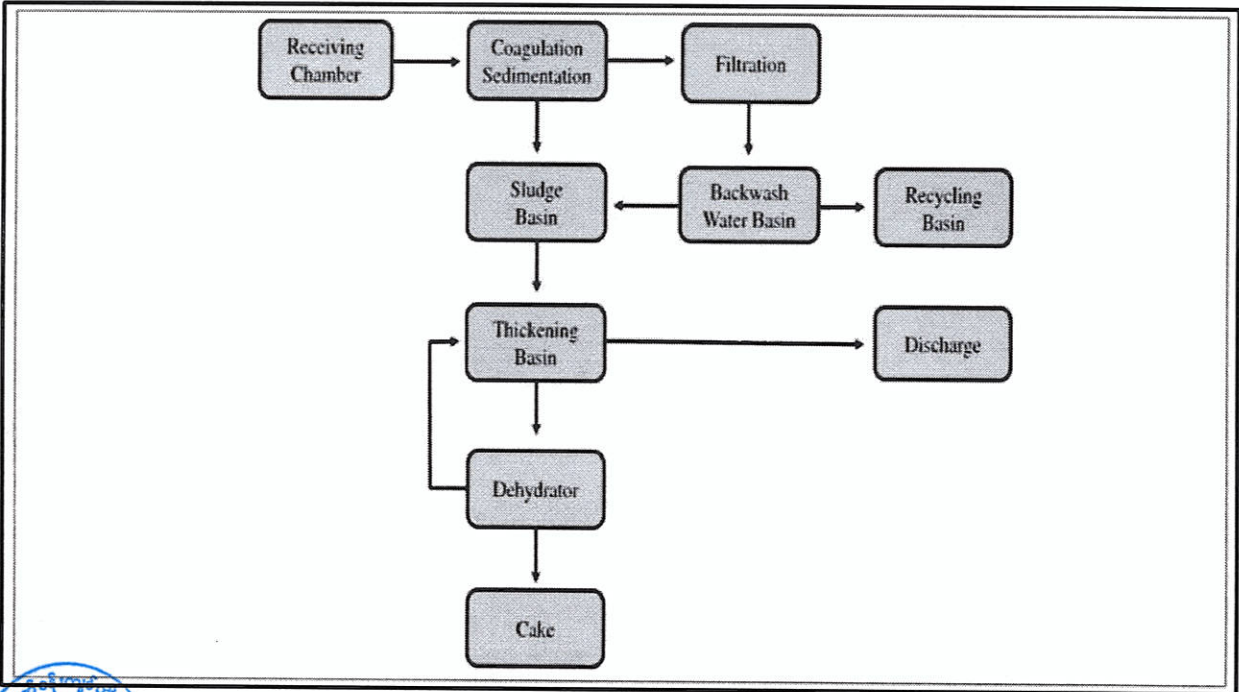 Receiving
Chamber
Coagulation
Sedimentation
Filtration
Sludge
Basin
Backwash
Water Basin
Recycling
Basin
Thickening
Basin
Discharge
Dehydrator
Cake